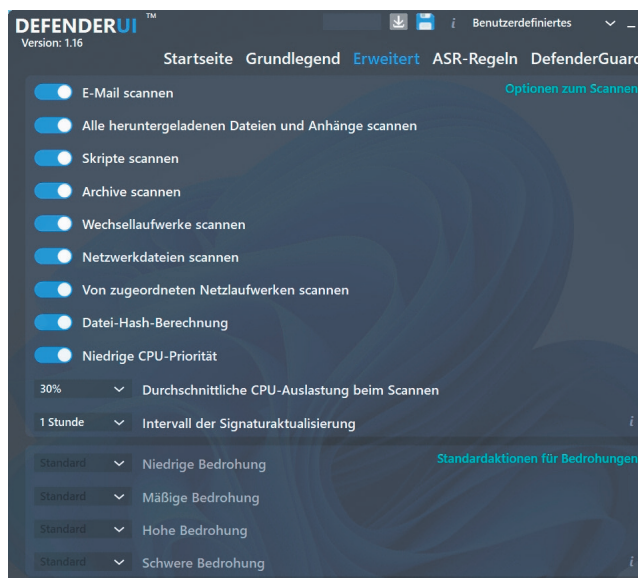 DEFENDERUI ™
Version: 1.16
i Benutzerdefiniertes
Startseite Grundlegend Erweitert ASR-Regeln DefenderGuard
Optionen zum Scannen
E-Mail scannen
Alle heruntergeladenen Dateien und Anhänge scannen
Skripte scannen
Archive scannen
Wechsellaufwerke scannen
Netzwerkdateien scannen
Von zugeordneten Netzlaufwerken scannen
Datei-Hash-Berechnung
Niedrige CPU-Priorität
30% Durchschnittliche CPU-Auslastung beim Scannen
1 Stunde Intervall der Signaturaktualisierung i
Standardaktionen für Bedrohungen
Standard Niedrige Bedrohung
Standard Mäßige Bedrohung
Standard Hohe Bedrohung
Standard Schwere Bedrohung i